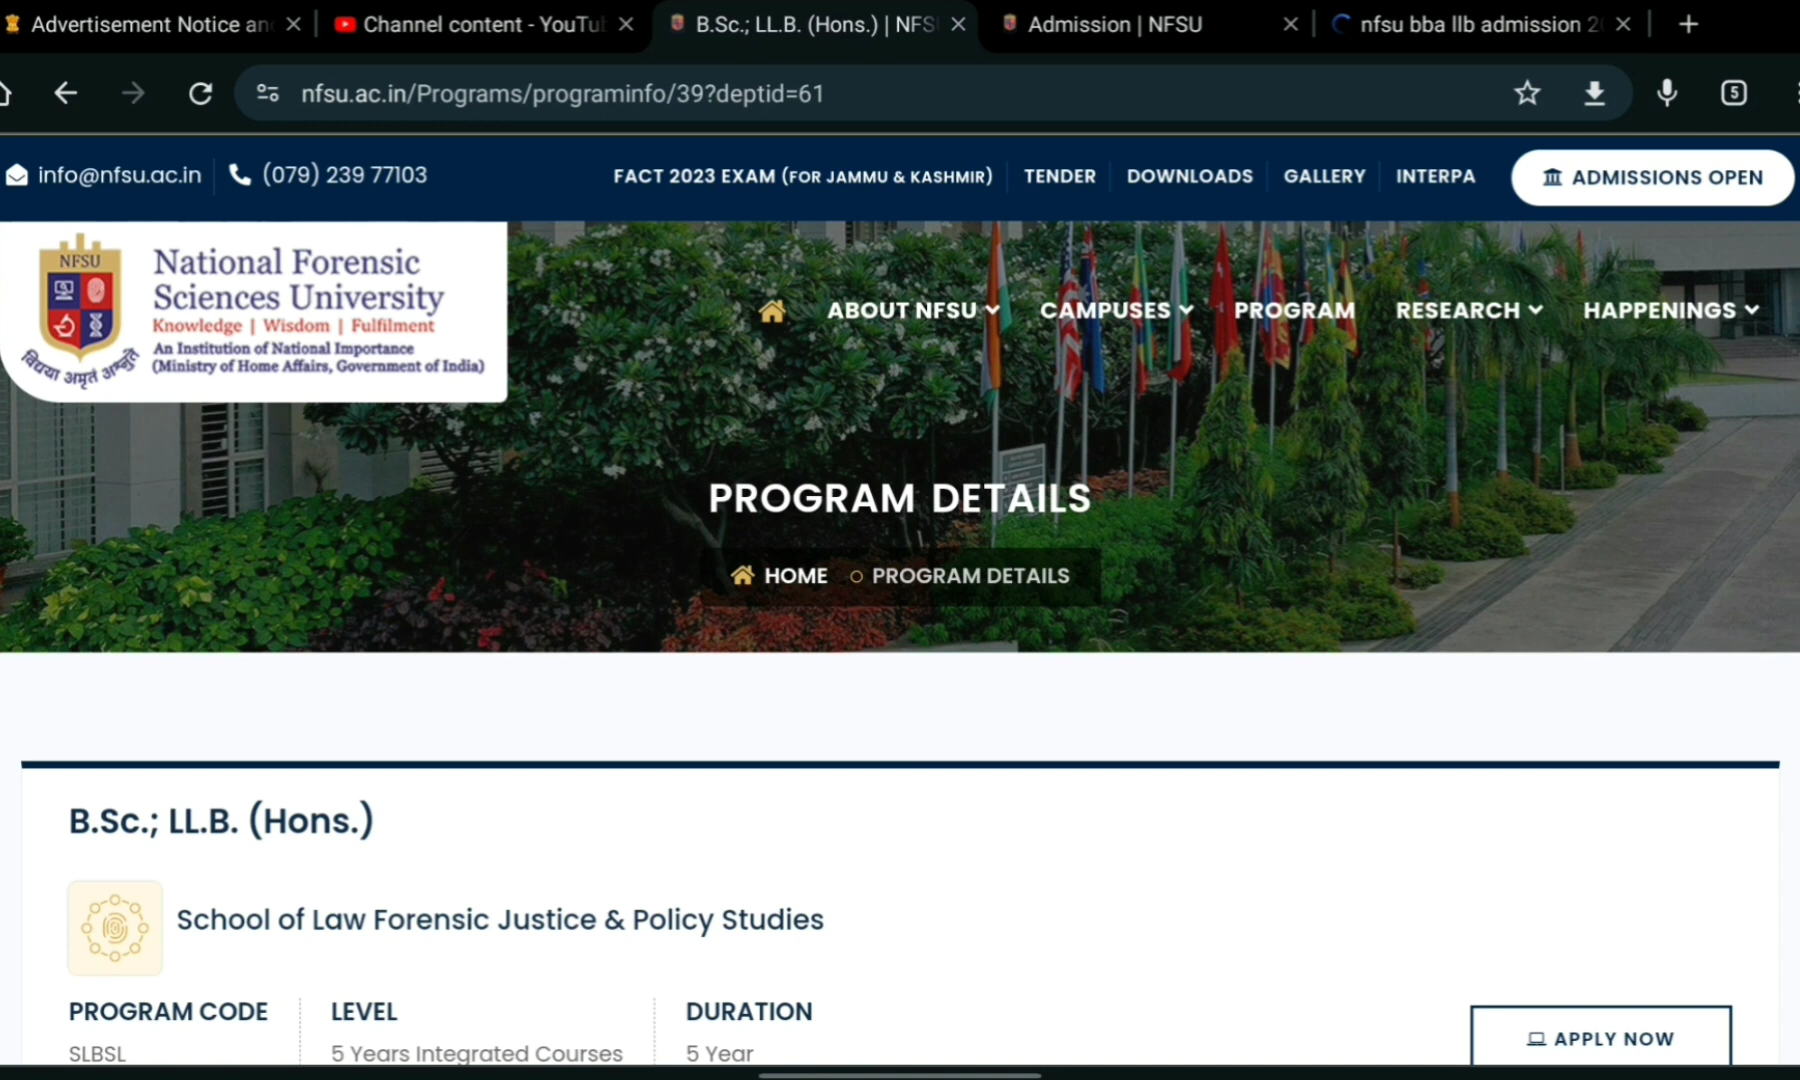 Advertisement Notice an
Channel content - YouTu
B.Sc.; LL.B. (Hons.) | NFS
Admission | NFSU
nfsu bba llb admission 2
nfsu.ac.in/Programs/programinfo/39?deptid=61
5
info@nfsu.ac.in
(079) 239 77103
FACT 2023 EXAM (FOR JAMMU & KASHMIR)
TENDER
DOWNLOADS
GALLERY
INTERPA
ADMISSIONS OPEN
NFSU
विद्यया अमृतं अश्नुते
National Forensic
Sciences University
Knowledge | Wisdom | Fulfilment
An Institution of National Importance
(Ministry of Home Affairs, Government of India)
ABOUT NFSU
CAMPUSES
PROGRAM
RESEARCH
HAPPENINGS
PROGRAM DETAILS
HOME
PROGRAM DETAILS
B.Sc.; LL.B. (Hons.)
School of Law Forensic Justice & Policy Studies
PROGRAM CODE
SLBSL
LEVEL
5 Years Integrated Courses
DURATION
5 Year
APPLY NOW